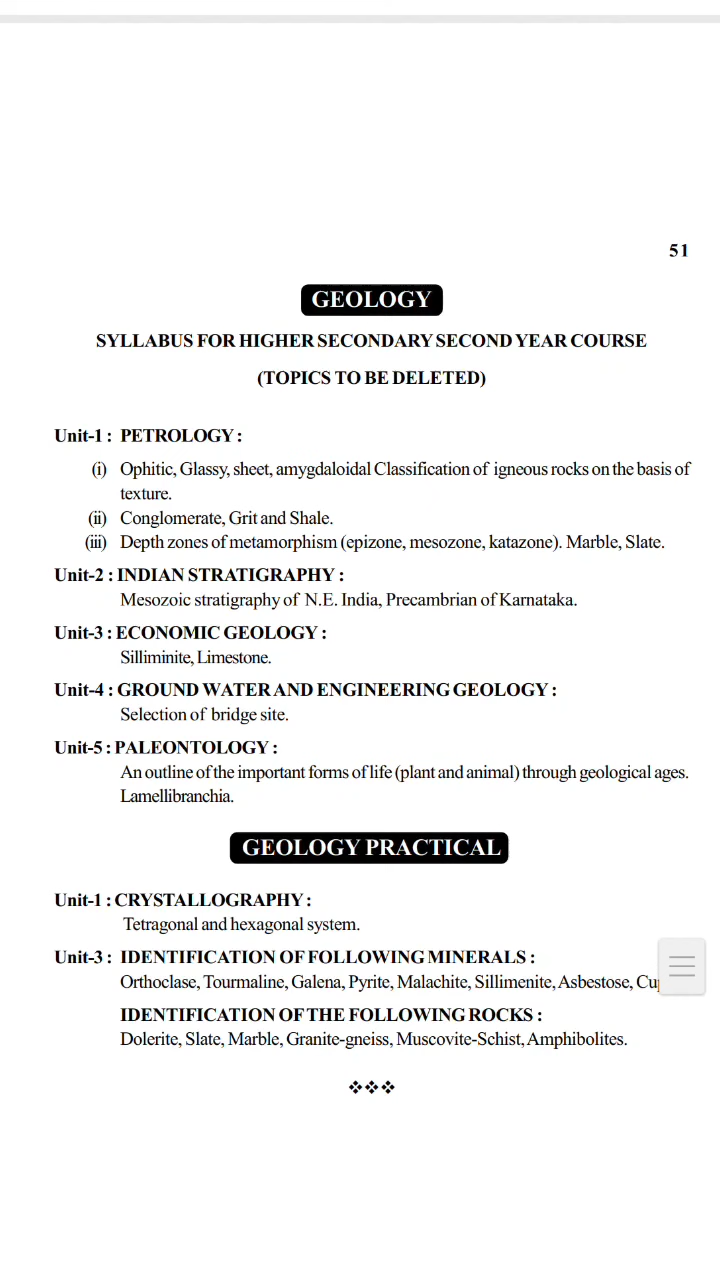 51
GEOLOGY
SYLLABUS FOR HIGHER SECONDARY SECOND YEAR COURSE
(TOPICS TO BE DELETED)
Unit-1 : PETROLOGY :
(i) Ophitic, Glassy, sheet, amygdaloidal Classification of igneous rocks on the basis of
texture.
(ii) Conglomerate, Grit and Shale.
(iii) Depth zones of metamorphism (epizone, mesozone, katazone). Marble, Slate.
Unit-2 : INDIAN STRATIGRAPHY :
Mesozoic stratigraphy of N.E. India, Precambrian of Karnataka.
Unit-3 : ECONOMIC GEOLOGY :
Silliminite, Limestone.
Unit-4 : GROUND WATER AND ENGINEERING GEOLOGY :
Selection of bridge site.
Unit-5 : PALEONTOLOGY :
An outline of the important forms of life (plant and animal) through geological ages.
Lamellibranchia.
GEOLOGY PRACTICAL
Unit-1 : CRYSTALLOGRAPHY :
Tetragonal and hexagonal system.
Unit-3 : IDENTIFICATION OF FOLLOWING MINERALS :
Orthoclase, Tourmaline, Galena, Pyrite, Malachite, Sillimenite, Asbestose,
IDENTIFICATION OF THE FOLLOWING ROCKS :
Dolerite, Slate, Marble, Granite-gneiss, Muscovite-Schist, Amphibolites.